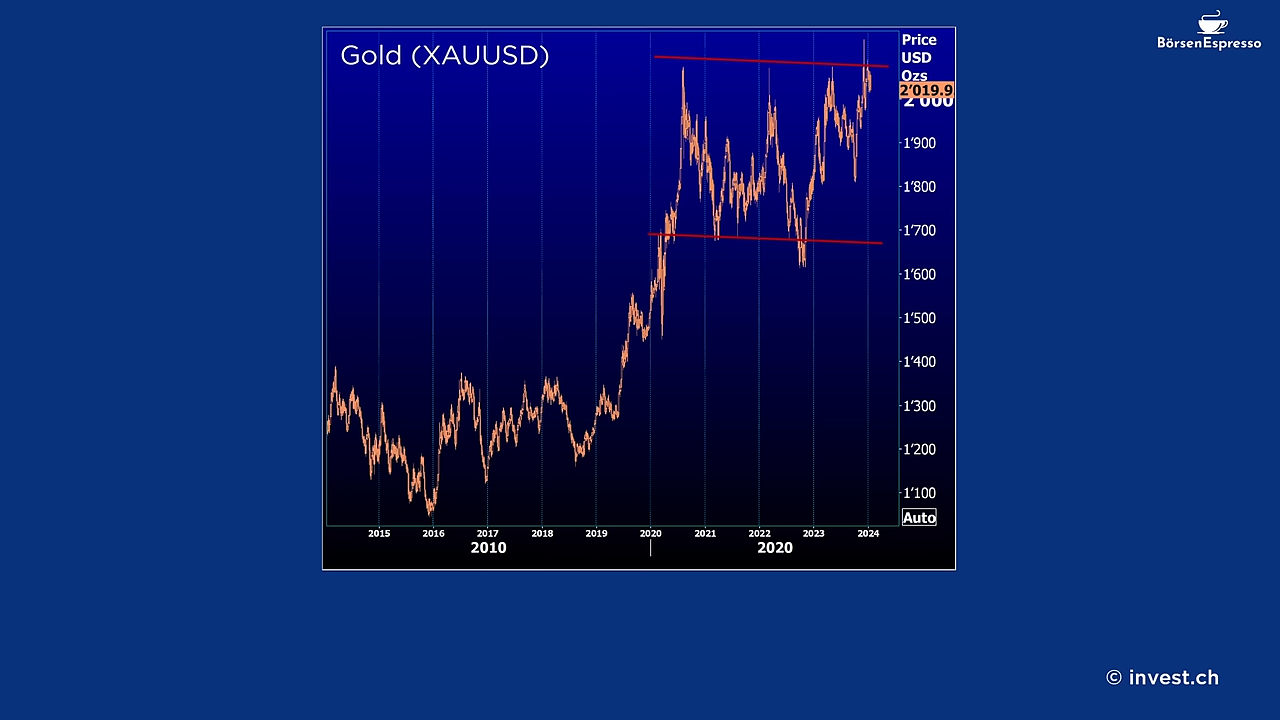 BörsenEspresso
Gold (XAUUSD)
Price
USD
Ozs
2'019.9
2'000
1'900
1'800
1'700
1'600
1'500
1'400
1'300
1'200
1'100
Auto
2015 2016 2017 2018 2019 2020 2021 2022 2023 2024
2010 2020
© invest.ch